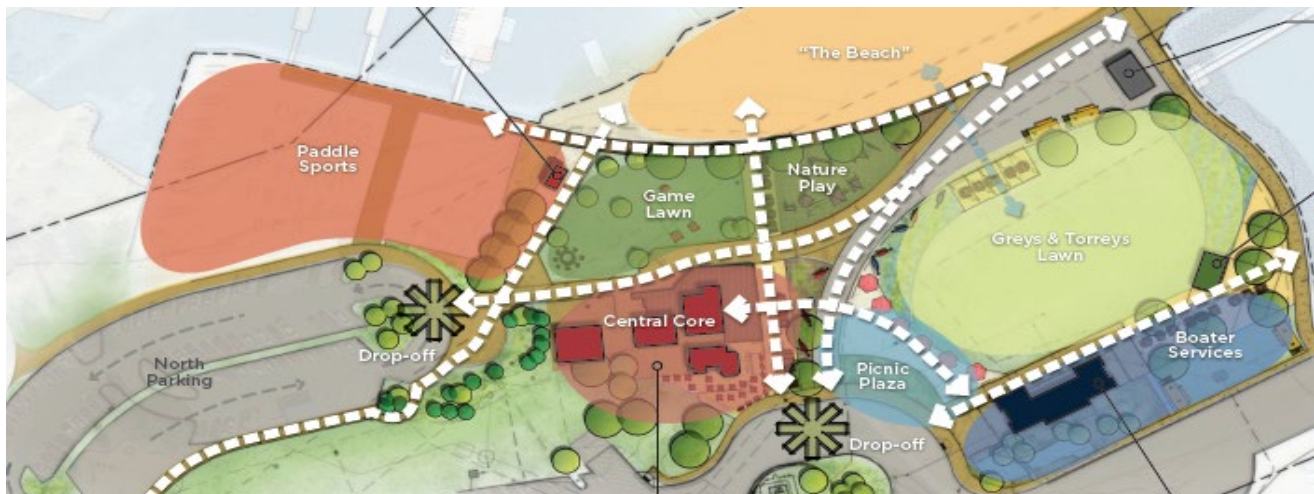 “The Beach”
Paddle
Sports
Nature
Play
Game
Lawn
Greys & Torreys
Lawn
Central Core
Boater
Services
Drop-off
North
Parking
Picnic
Plaza
Drop-off